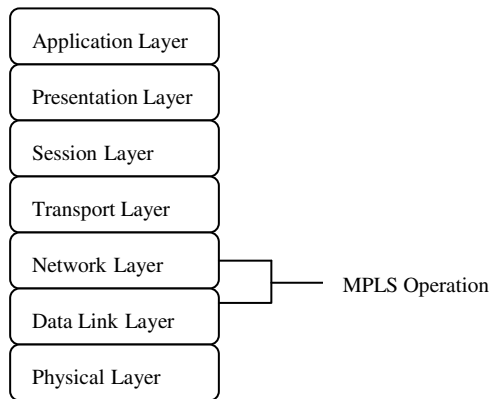 Application Layer
Presentation Layer
Session Layer
Transport Layer
Network Layer
MPLS Operation
Data Link Layer
Physical Layer